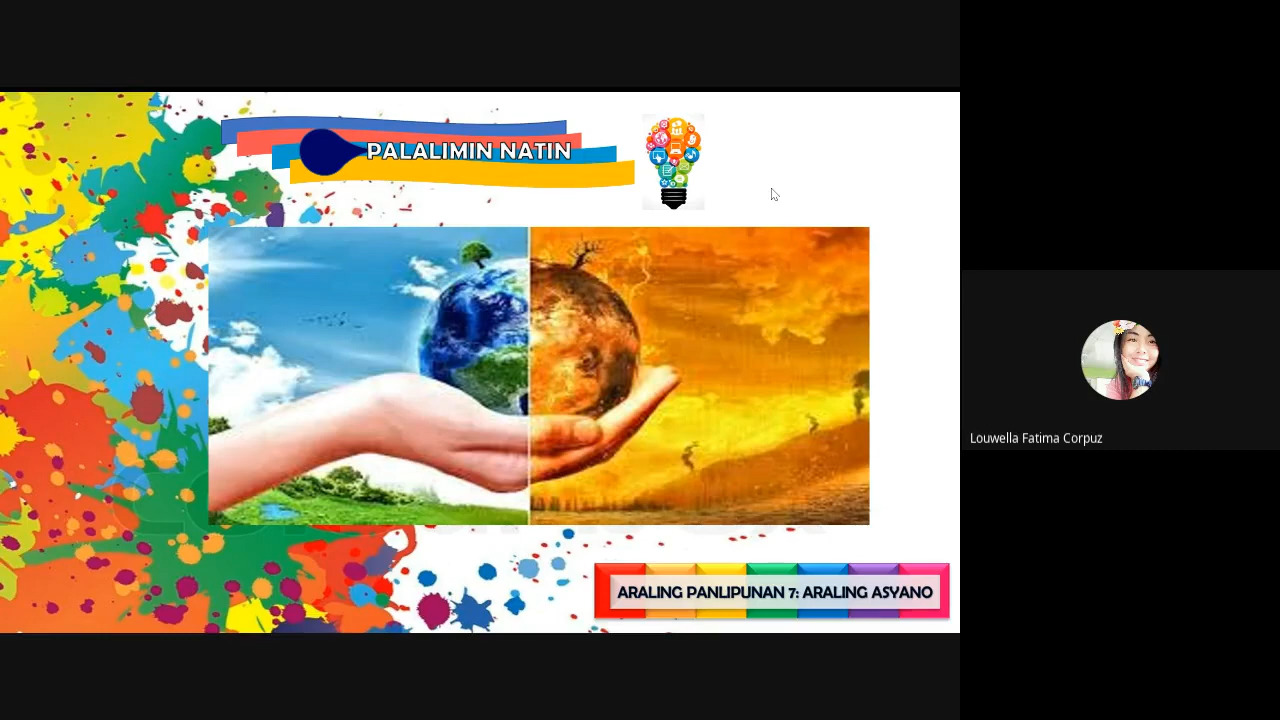 PALALIMIN NATIN
Louwella Fatima Corpuz
ARALING PANLIPUNAN 7: ARALING ASYANO